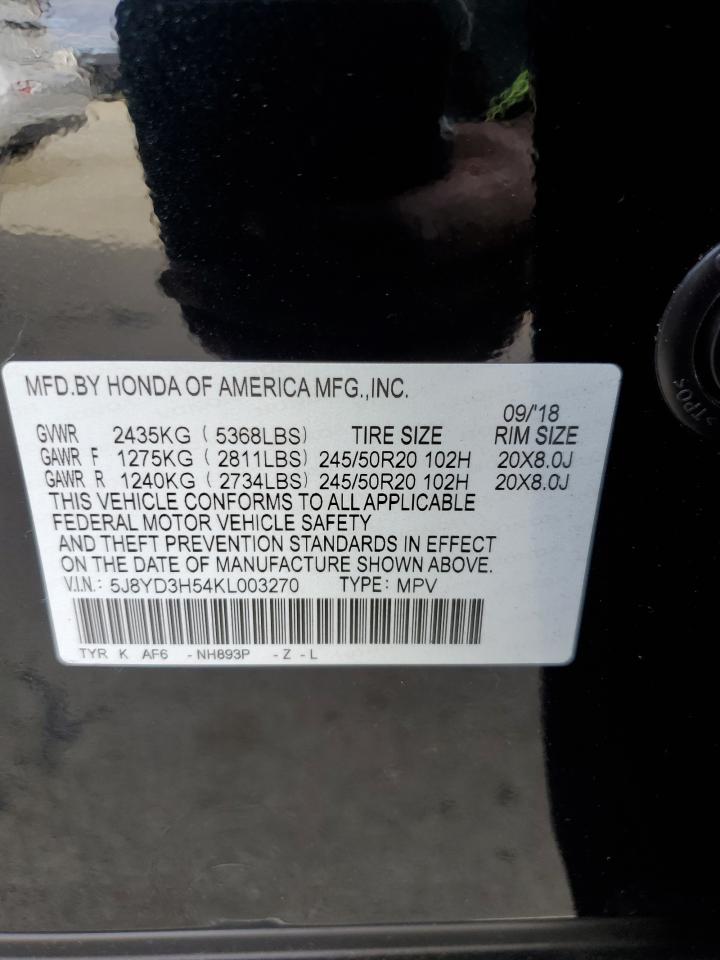 MFD.BY HONDA OF AMERICA MFG.,INC.
09/'18
GVWR 2435KG ( 5368LBS) TIRE SIZE RIM SIZE
GAWR F 1275KG ( 2811LBS) 245/50R20 102H 20X8.0J
GAWR R 1240KG ( 2734LBS) 245/50R20 102H 20X8.0J
THIS VEHICLE CONFORMS TO ALL APPLICABLE
FEDERAL MOTOR VEHICLE SAFETY
AND THEFT PREVENTION STANDARDS IN EFFECT
ON THE DATE OF MANUFACTURE SHOWN ABOVE.
V.I.N.: 5J8YD3H54KL003270 TYPE: MPV
TYR K AF6 -NH893P -Z -L